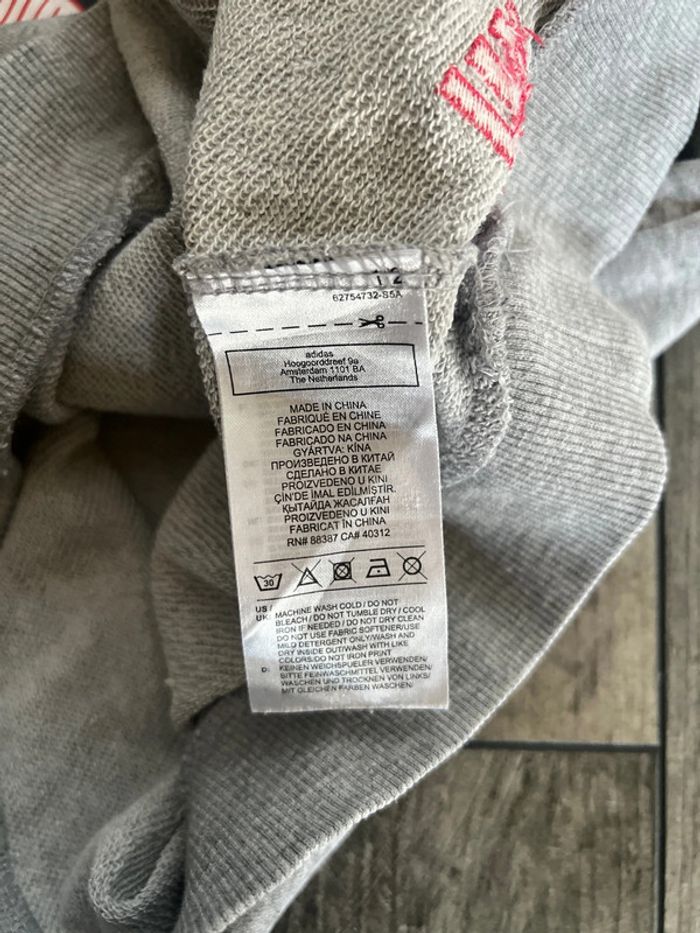 12
62754732-S5A
adidas
Hoogoorddreef 9a
Amsterdam 1101 BA
The Netherlands
MADE IN CHINA
FABRIQUÉ EN CHINE
FABRICADO EN CHINA
FABRICADO NA CHINA
GYÁRTVA: KÍNA
ПРОИЗВЕДЕНО В КИТАЙ
СДЕЛАНО В КИТАЕ
PROIZVEDENO U KINI
ÇİN'DE İMAL EDİLMİŞTİR.
ҚЫТАЙДА ЖАСАЛҒАН
PROIZVEDENO U KINI
FABRICAT ÎN CHINA
RN# 88387 CA# 40312
30
US / MACHINE WASH COLD / DO NOT
UK: BLEACH / DO NOT TUMBLE DRY / COOL
IRON IF NEEDED / DO NOT DRY CLEAN
DO NOT USE FABRIC SOFTENER/USE
MILD DETERGENT ONLY/WASH AND
DRY INSIDE OUT/WASH WITH LIKE
COLORS/DO NOT IRON PRINT
D: KEINEN WEICHSPUELER VERWENDEN/
BITTE FEINWASCHMITTEL VERWENDEN/
WASCHEN UND TROCKNEN VON LINKS/
MIT GLEICHEN FARBEN WASCHEN/